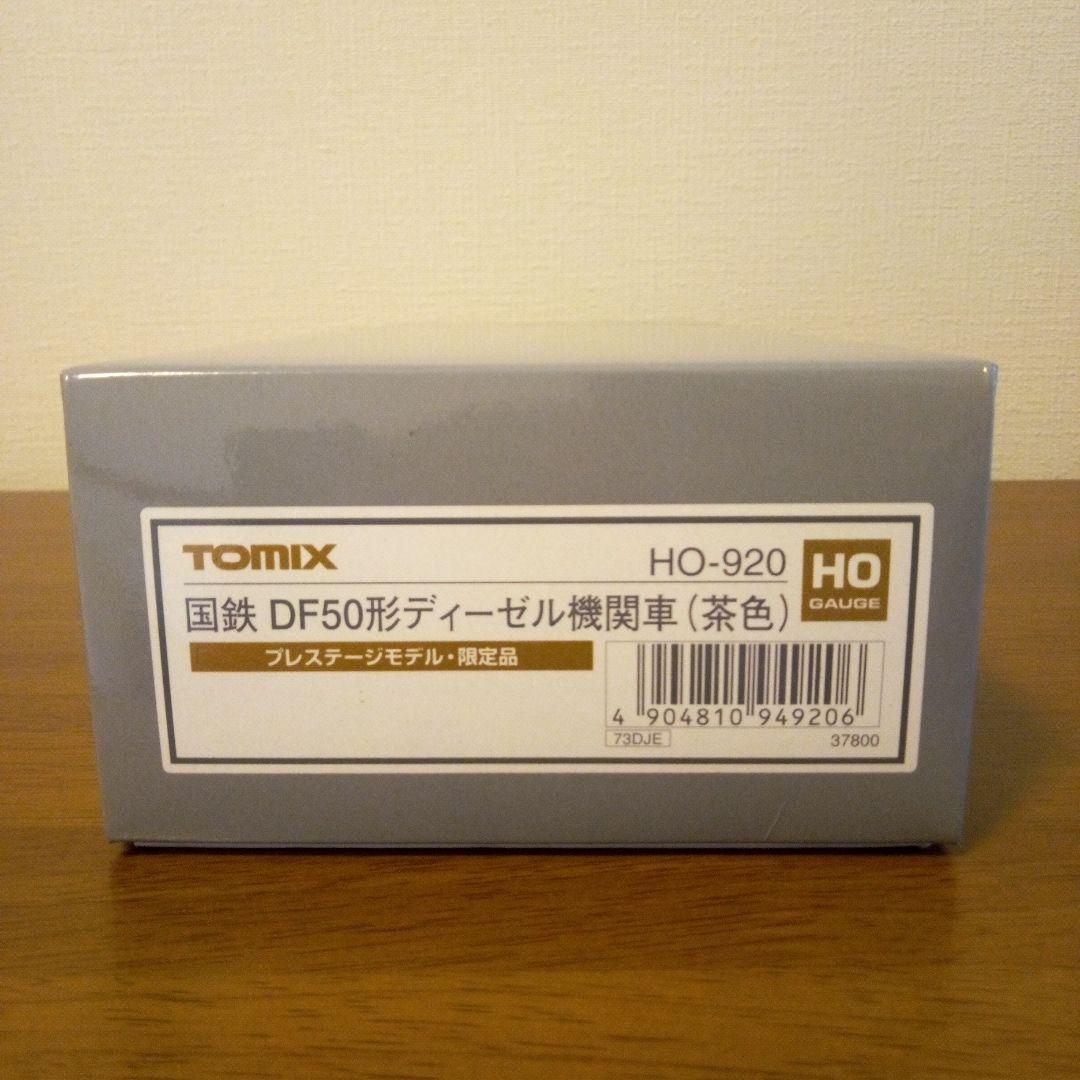 TOMIX
HO-920
HO
GAUGE
国鉄 DF50形ディーゼル機関車(茶色)
プレステージモデル・限定品
4 904810 949206
73DJE
37800